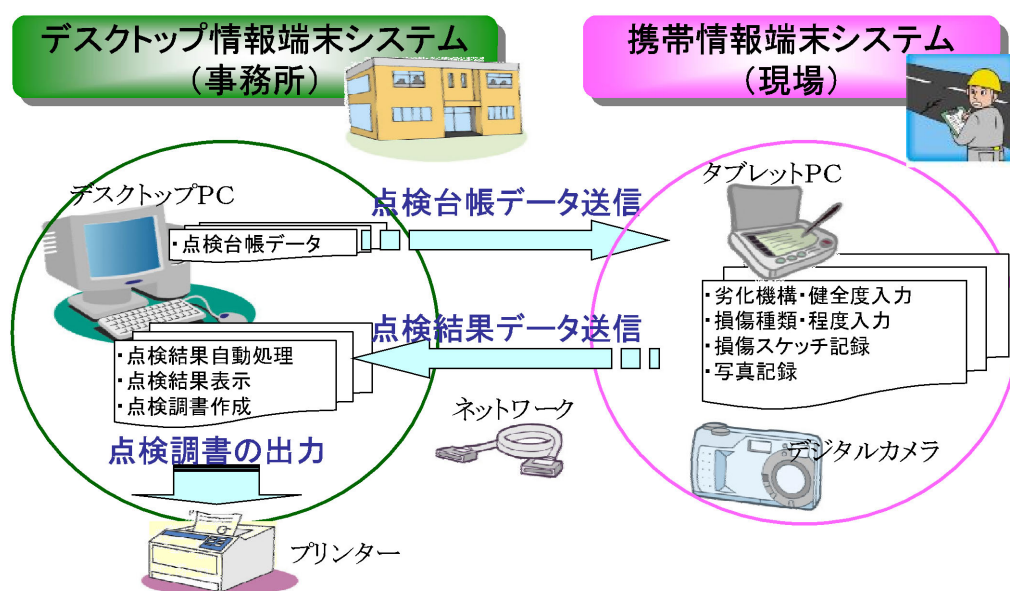 デスクトップ情報端末システム
（事務所）
携帯情報端末システム
（現場）
デスクトップPC
・点検台帳データ
点検台帳データ送信
タブレットPC
・劣化機構・健全度入力
・損傷種類・程度入力
・損傷スケッチ記録
・写真記録
点検結果データ送信
・点検結果自動処理
・点検結果表示
・点検調書作成
ネットワーク
デジタルカメラ
点検調書の出力
プリンター